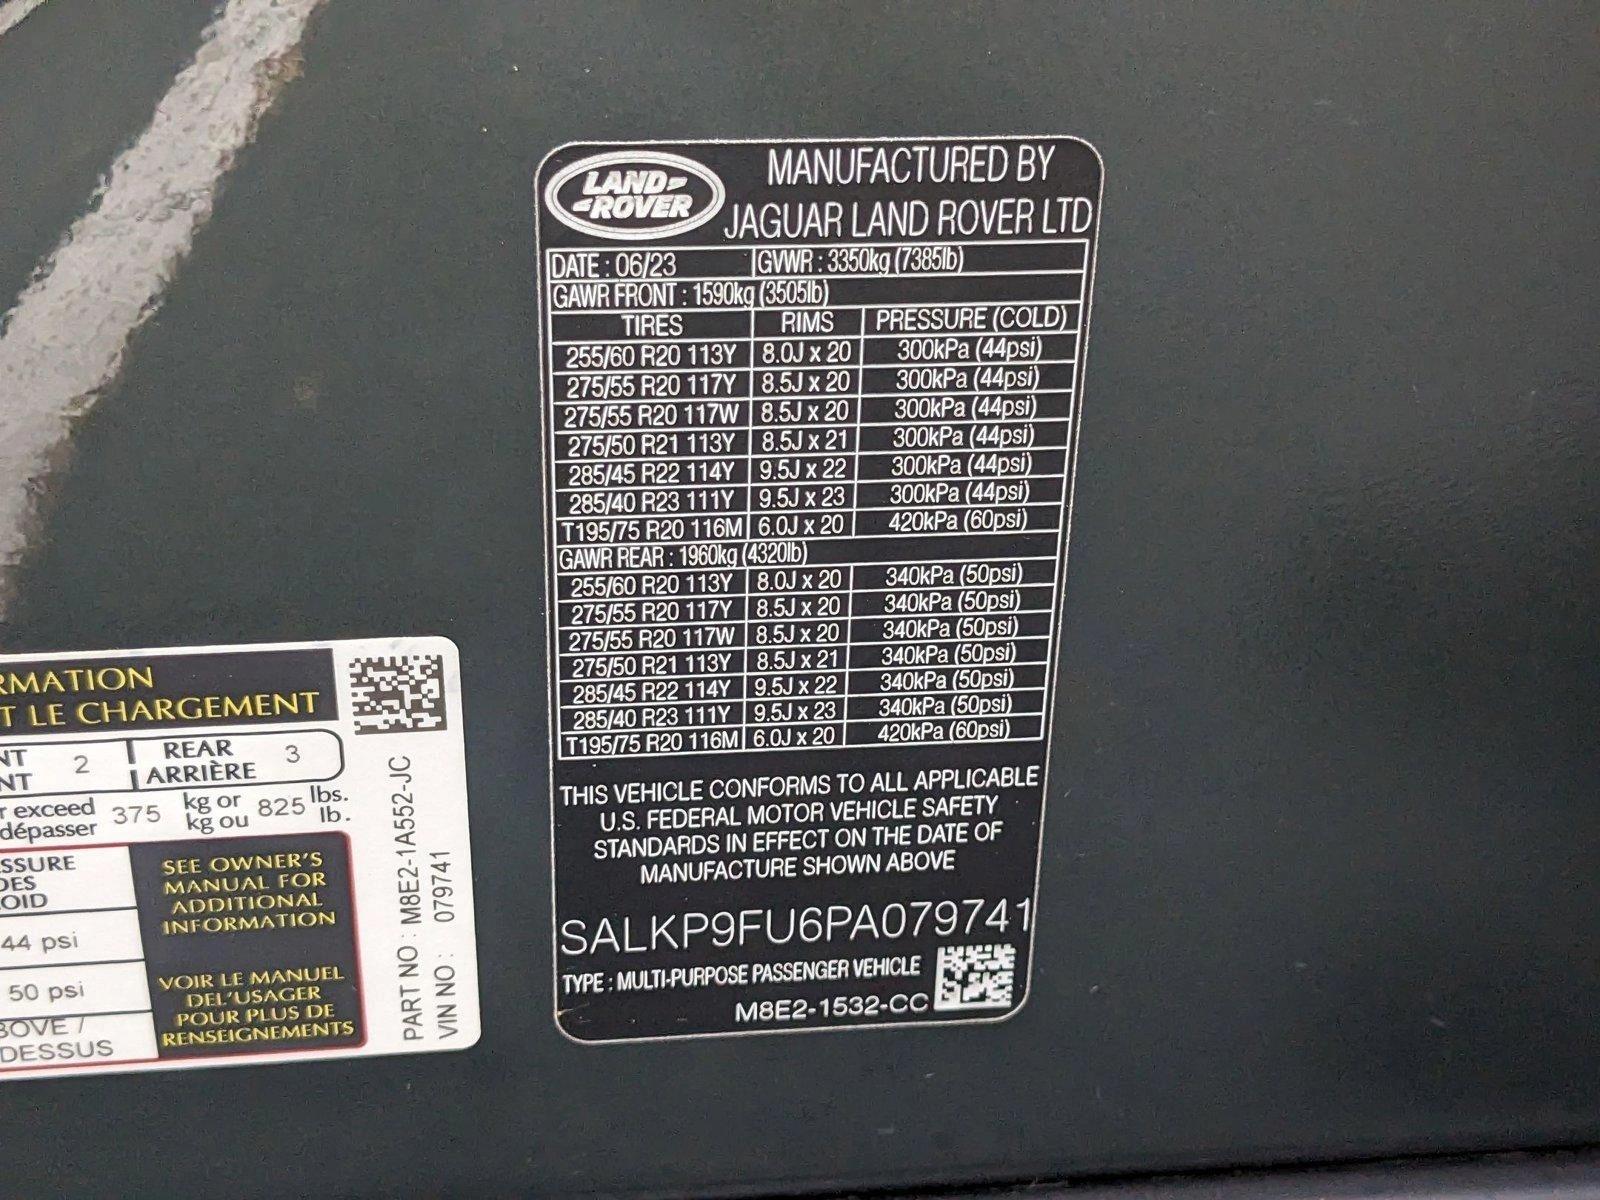 LAND-
-ROVER
MANUFACTURED BY
JAGUAR LAND ROVER LTD
DATE : 06/23 GVWR : 3350kg (7385lb)
GAWR FRONT : 1590kg (3505lb)
TIRES RIMS PRESSURE (COLD)
255/60 R20 113Y 8.0J x 20 300kPa (44psi)
275/55 R20 117Y 8.5J x 20 300kPa (44psi)
275/55 R20 117W 8.5J x 20 300kPa (44psi)
275/50 R21 113Y 8.5J x 21 300kPa (44psi)
285/45 R22 114Y 9.5J x 22 300kPa (44psi)
285/40 R23 111Y 9.5J x 23 300kPa (44psi)
T195/75 R20 116M 6.0J x 20 420kPa (60psi)
GAWR REAR : 1960kg (4320lb)
255/60 R20 113Y 8.0J x 20 340kPa (50psi)
275/55 R20 117Y 8.5J x 20 340kPa (50psi)
275/55 R20 117W 8.5J x 20 340kPa (50psi)
275/50 R21 113Y 8.5J x 21 340kPa (50psi)
285/45 R22 114Y 9.5J x 22 340kPa (50psi)
285/40 R23 111Y 9.5J x 23 340kPa (50psi)
T195/75 R20 116M 6.0J x 20 420kPa (60psi)
THIS VEHICLE CONFORMS TO ALL APPLICABLE
U.S. FEDERAL MOTOR VEHICLE SAFETY
STANDARDS IN EFFECT ON THE DATE OF
MANUFACTURE SHOWN ABOVE
SALKP9FU6PA079741
TYPE : MULTI-PURPOSE PASSENGER VEHICLE
M8E2-1532-CC
RMATION
T LE CHARGEMENT
NT 2 REAR 3
NT ARRIÈRE
r exceed 375 kg or 825 lbs.
dépasser kg ou lb.
SSURE
DES
OID
44 psi
50 psi
BOVE /
DESSUS
SEE OWNER'S
MANUAL FOR
ADDITIONAL
INFORMATION
VOIR LE MANUEL
DEL'USAGER
POUR PLUS DE
RENSEIGNEMENTS
PART NO : M8E2-1A552-JC
VIN NO : 079741